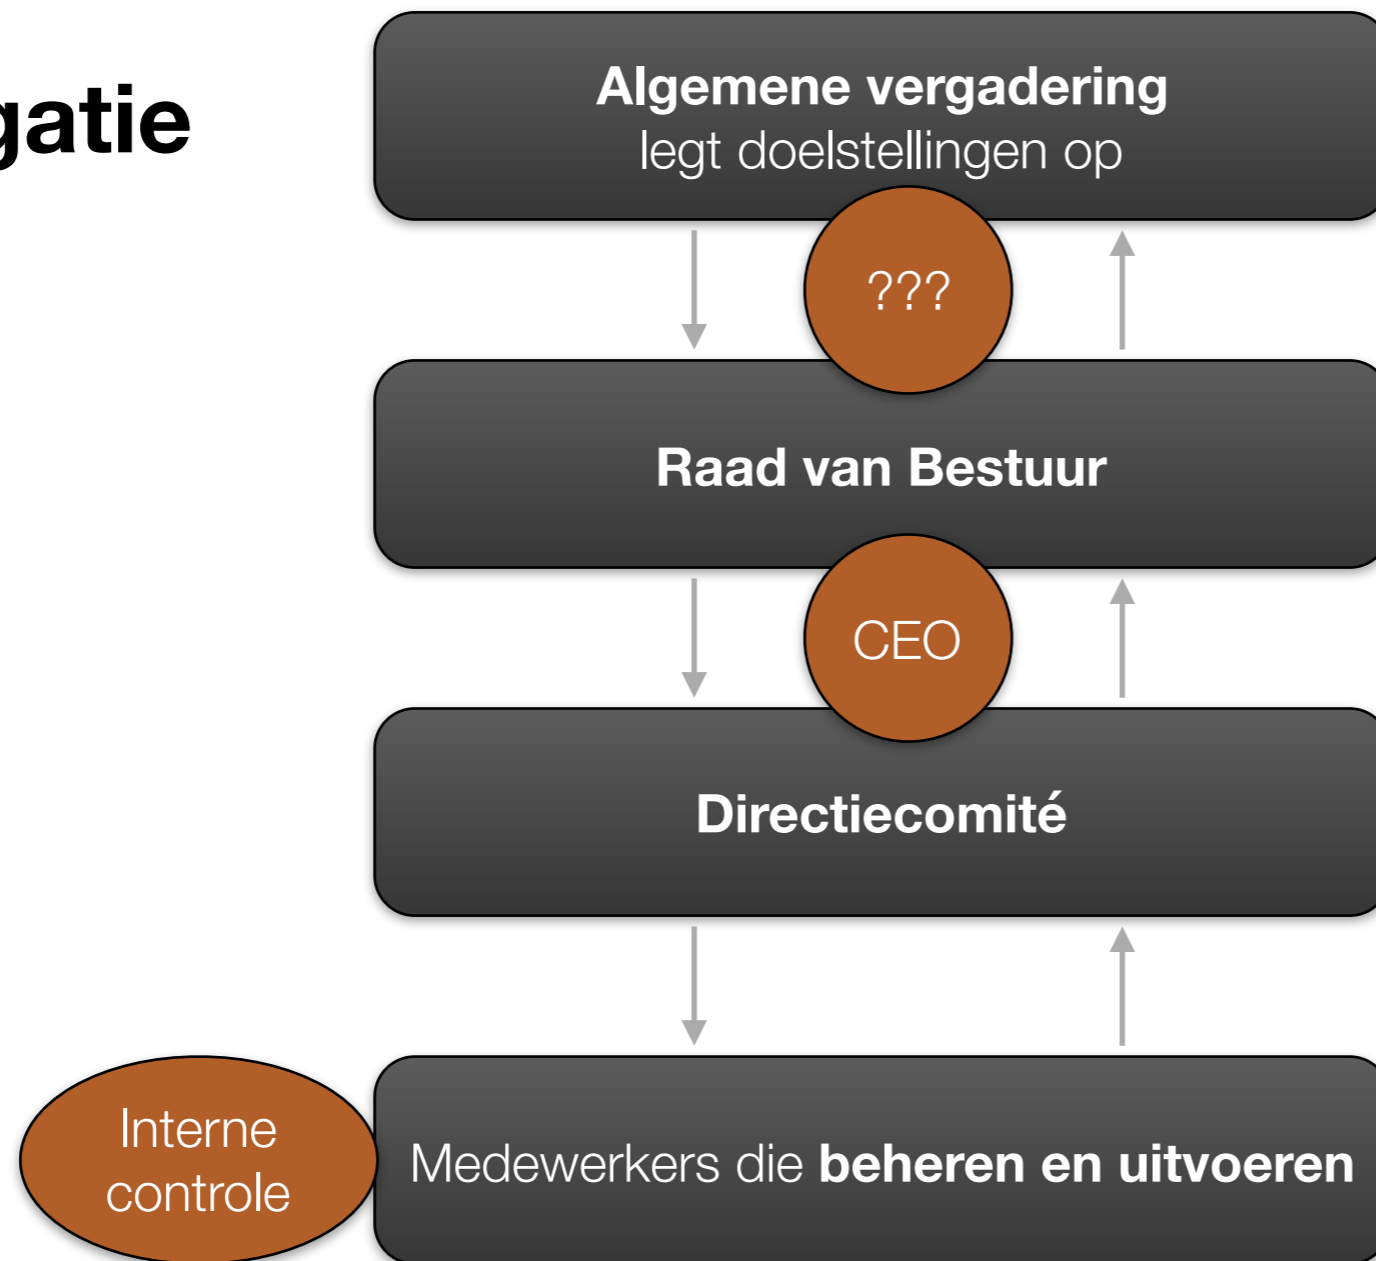 gatie
Algemene vergadering
legt doelstellingen op
???
Raad van Bestuur
CEO
Directiecomité
Interne
controle
Medewerkers die beheren en uitvoeren